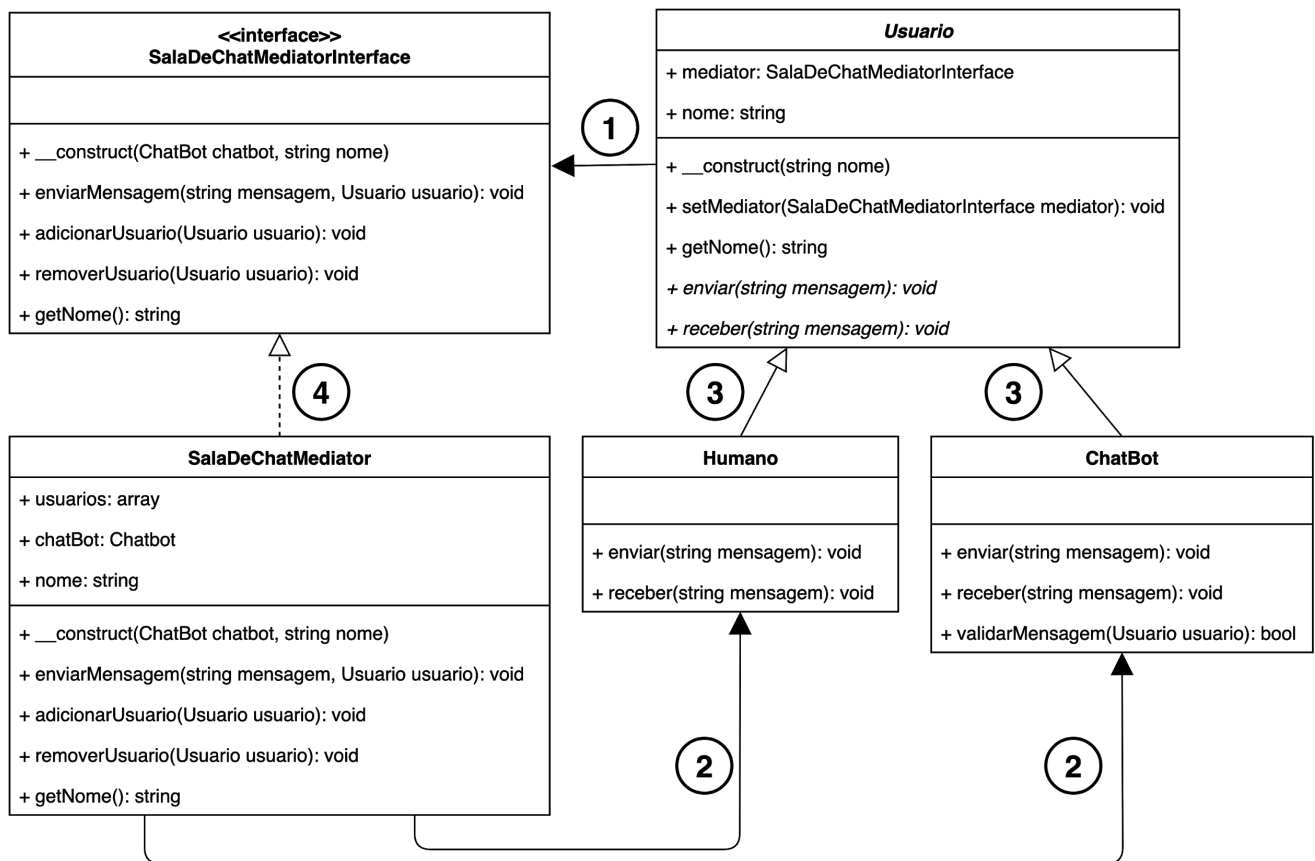 <<interface>>
SalaDeChatMediatorInterface
+ __construct(ChatBot chatbot, string nome)
+ enviarMensagem(string mensagem, Usuario usuario): void
+ adicionarUsuario(Usuario usuario): void
+ removerUsuario(Usuario usuario): void
+ getNome(): string
1
Usuario
+ mediator: SalaDeChatMediatorInterface
+ nome: string
+ __construct(string nome)
+ setMediator(SalaDeChatMediatorInterface mediator): void
+ getNome(): string
+ enviar(string mensagem): void
+ receber(string mensagem): void
4
3
3
SalaDeChatMediator
+ usuarios: array
+ chatBot: Chatbot
+ nome: string
+ __construct(ChatBot chatbot, string nome)
+ enviarMensagem(string mensagem, Usuario usuario): void
+ adicionarUsuario(Usuario usuario): void
+ removerUsuario(Usuario usuario): void
+ getNome(): string
Humano
+ enviar(string mensagem): void
+ receber(string mensagem): void
ChatBot
+ enviar(string mensagem): void
+ receber(string mensagem): void
+ validarMensagem(Usuario usuario): bool
2
2